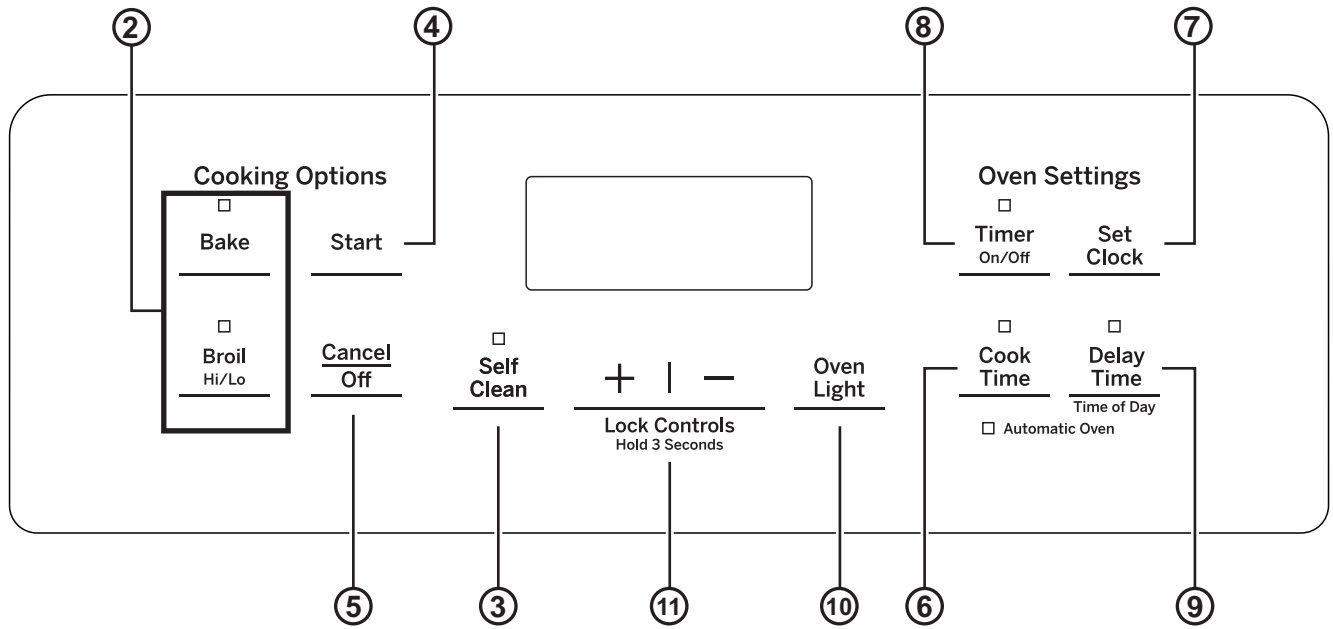 2
4
8
7
Cooking Options
Oven Settings
Bake
Start
Timer
On/Off
Set
Clock
Broil
Hi/Lo
Cancel
Off
Self
Clean
+ | −
Lock Controls
Hold 3 Seconds
Oven
Light
Cook
Time
Delay
Time
Time of Day
Automatic Oven
5
3
11
10
6
9